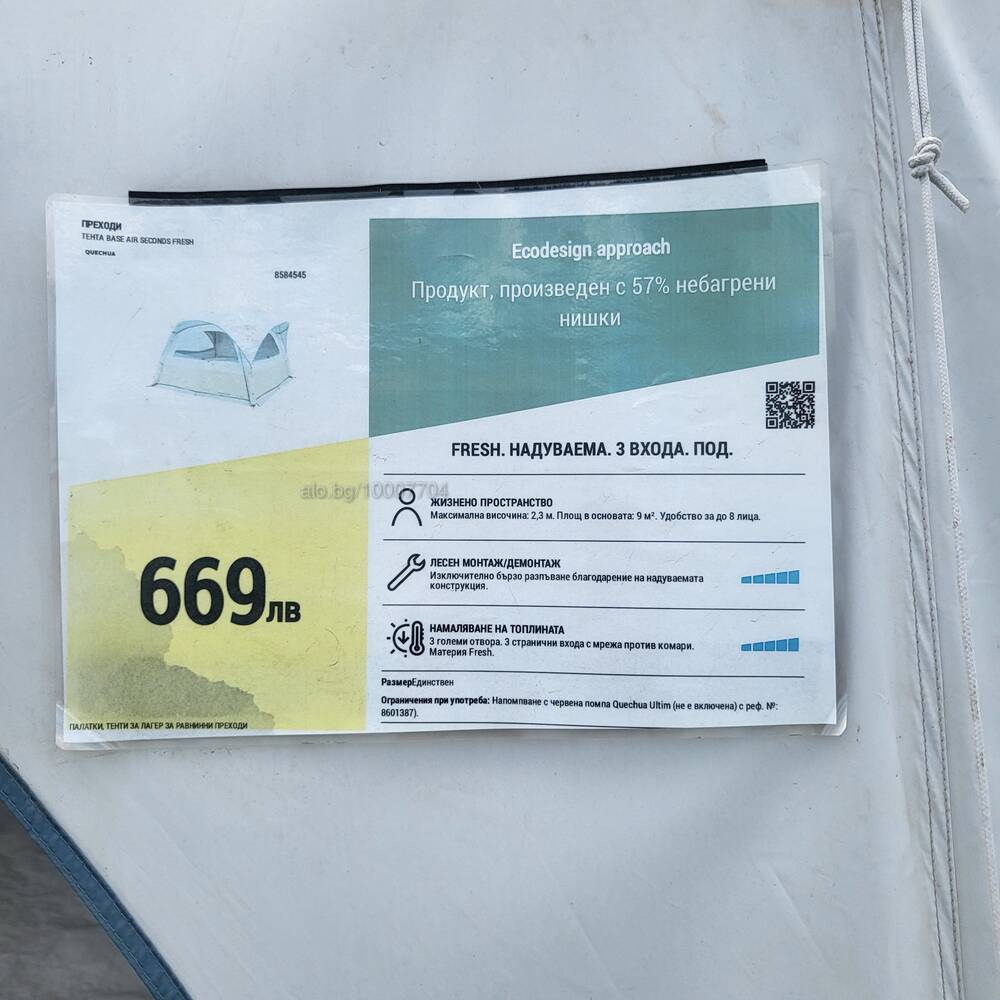 ПРЕХОДИ
ТЕНТА BASE AIR SECONDS FRESH
QUECHUA
8584545
Ecodesign approach
Продукт, произведен с 57% небагрени
нишки
FRESH. НАДУВАЕМА. 3 ВХОДА. ПОД.
alo.bg/10007704
ЖИЗНЕНО ПРОСТРАНСТВО
Максимална височина: 2,3 м. Площ в основата: 9 м². Удобство за до 8 лица.
ЛЕСЕН МОНТАЖ/ДЕМОНТАЖ
Изключително бързо разпъване благодарение на надуваемата
конструкция.
669лв
НАМАЛЯВАНЕ НА ТОПЛИНАТА
3 големи отвора. 3 странични входа с мрежа против комари.
Материя Fresh.
РазмерЕдинствен
Ограничения при употреба: Напомпване с червена помпа Quechua Ultim (не е включена) с реф. №:
8601387).
ПАЛАТКИ, ТЕНТИ ЗА ЛАГЕР ЗА РАВНИННИ ПРЕХОДИ